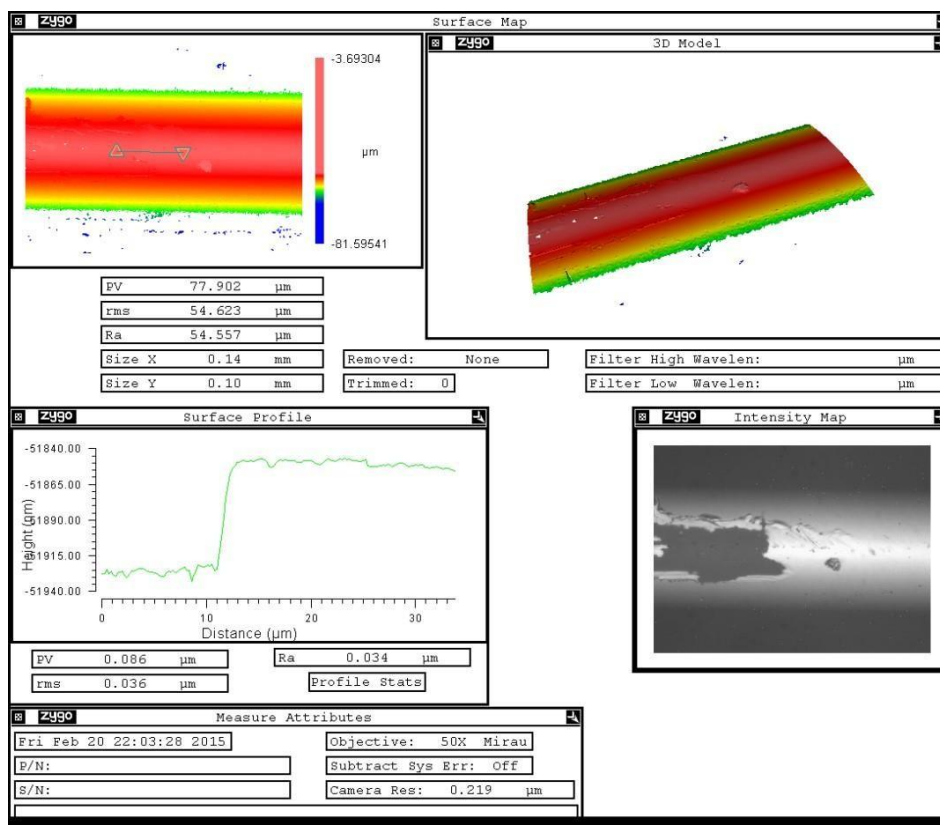 zygo Surface Map
-3.69304
µm
-81.59541
zygo 3D Model
PV 77.902 µm
rms 54.623 µm
Ra 54.557 µm
Size X 0.14 mm
Size Y 0.10 mm
Removed: None
Trimmed: 0
Filter High Wavelen: µm
Filter Low Wavelen: µm
zygo Surface Profile
-51840.00
-51865.00
-51890.00
-51915.00
-51940.00
Height (nm)
0 10 20 30
Distance (µm)
PV 0.086 µm
rms 0.036 µm
Ra 0.034 µm
Profile Stats
zygo Intensity Map
zygo Measure Attributes
Fri Feb 20 22:03:28 2015
P/N:
S/N:
Objective: 50X Mirau
Subtract Sys Err: Off
Camera Res: 0.219 µm